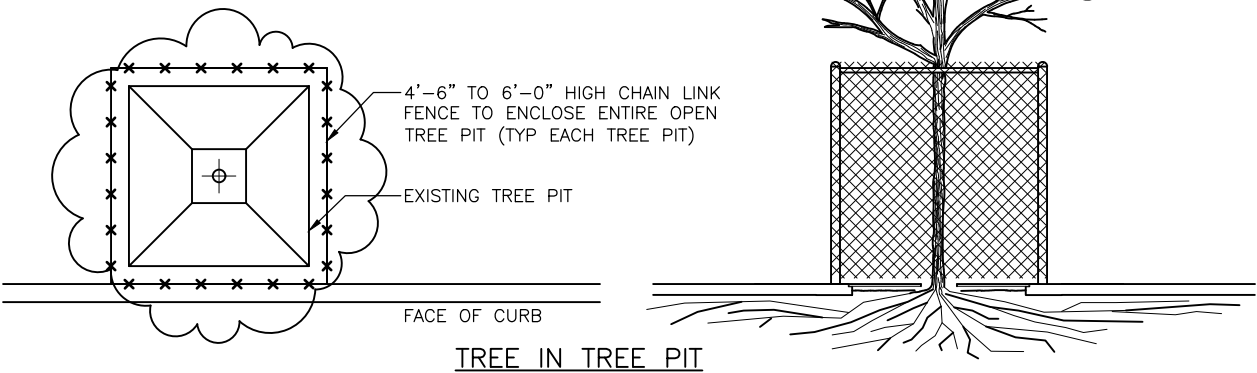 4'-6" TO 6'-0" HIGH CHAIN LINK
FENCE TO ENCLOSE ENTIRE OPEN
TREE PIT (TYP EACH TREE PIT)
EXISTING TREE PIT
FACE OF CURB
TREE IN TREE PIT